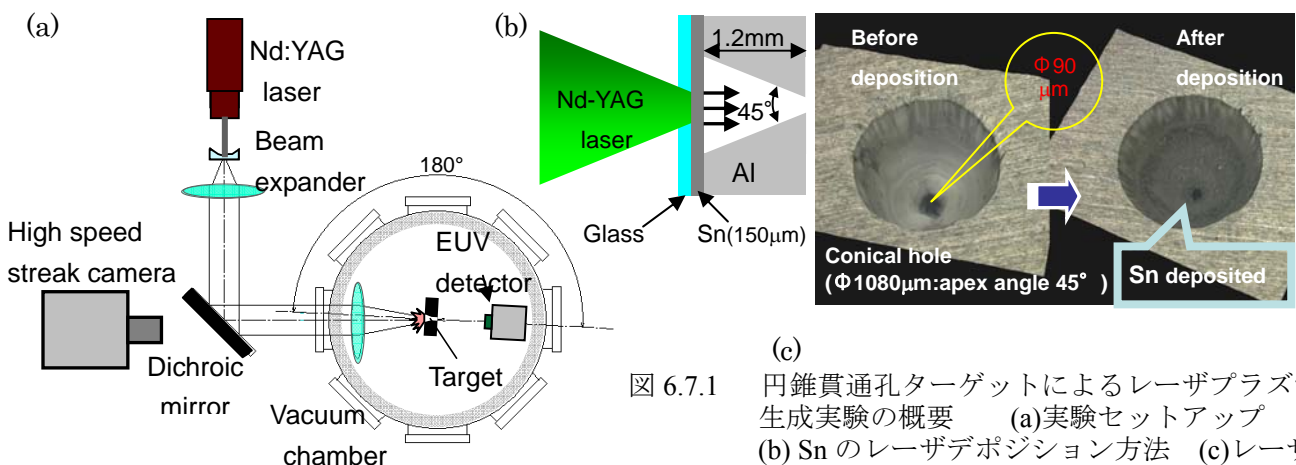 (a)
Nd:YAG
laser
Beam
expander
180°
High speed
streak camera
EUV
detector
Dichroic
mirror
Target
Vacuum
chamber
(b)
1.2mm
Nd-YAG
laser
45°
Al
Glass
Sn(150μm)
Before
deposition
Φ90
μm
After
deposition
Conical hole
(Φ1080μm:apex angle 45°)
Sn deposited
(c)
図 6.7.1 円錐貫通孔ターゲットによるレーザプラズ
生成実験の概要 (a)実験セットアップ
(b) Sn のレーザデポジション方法 (c)レーザ